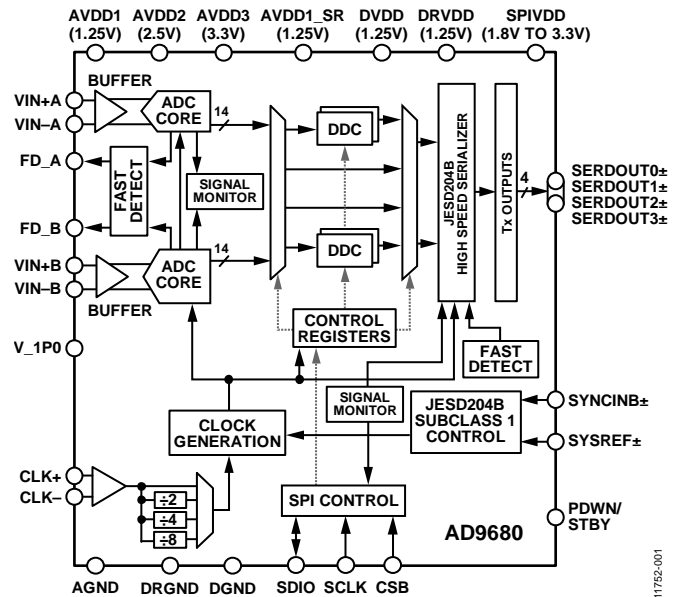 AVDD1 AVDD2 AVDD3 AVDD1_SR DVDD DRVDD SPIVDD
(1.25V) (2.5V) (3.3V) (1.25V) (1.25V) (1.25V) (1.8V TO 3.3V)
BUFFER
VIN+A
VIN–A
ADC
CORE
14
DDC
FD_A
FAST
DETECT
SIGNAL
MONITOR
JESD204B
HIGH SPEED SERIALIZER
Tx OUTPUTS
4
SERDOUT0±
SERDOUT1±
SERDOUT2±
SERDOUT3±
FD_B
VIN+B
VIN–B
ADC
CORE
14
DDC
BUFFER
CONTROL
REGISTERS
V_1P0
FAST
DETECT
SIGNAL
MONITOR
CLOCK
GENERATION
JESD204B
SUBCLASS 1
CONTROL
SYNCINB±
SYSREF±
CLK+
CLK–
÷2
÷4
÷8
SPI CONTROL
AD9680
PDWN/
STBY
AGND DRGND DGND SDIO SCLK CSB
11752-001